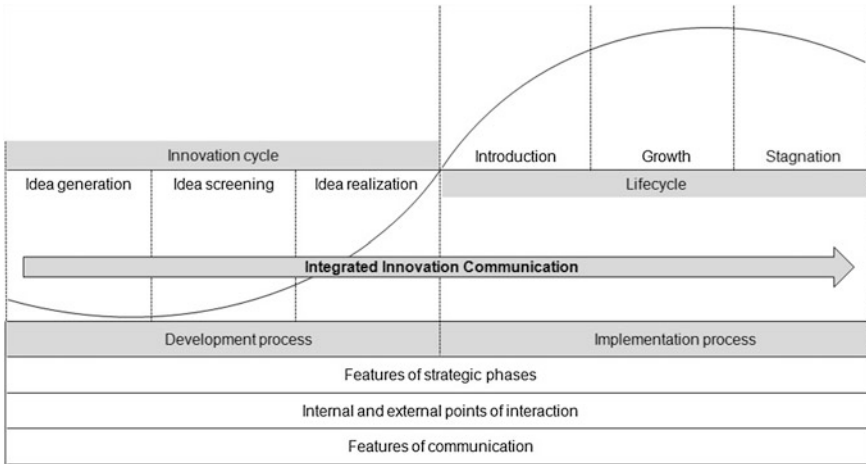 Innovation cycle
Introduction
Growth
Stagnation
Idea generation
Idea screening
Idea realization
Lifecycle
Integrated Innovation Communication
Development process
Implementation process
Features of strategic phases
Internal and external points of interaction
Features of communication